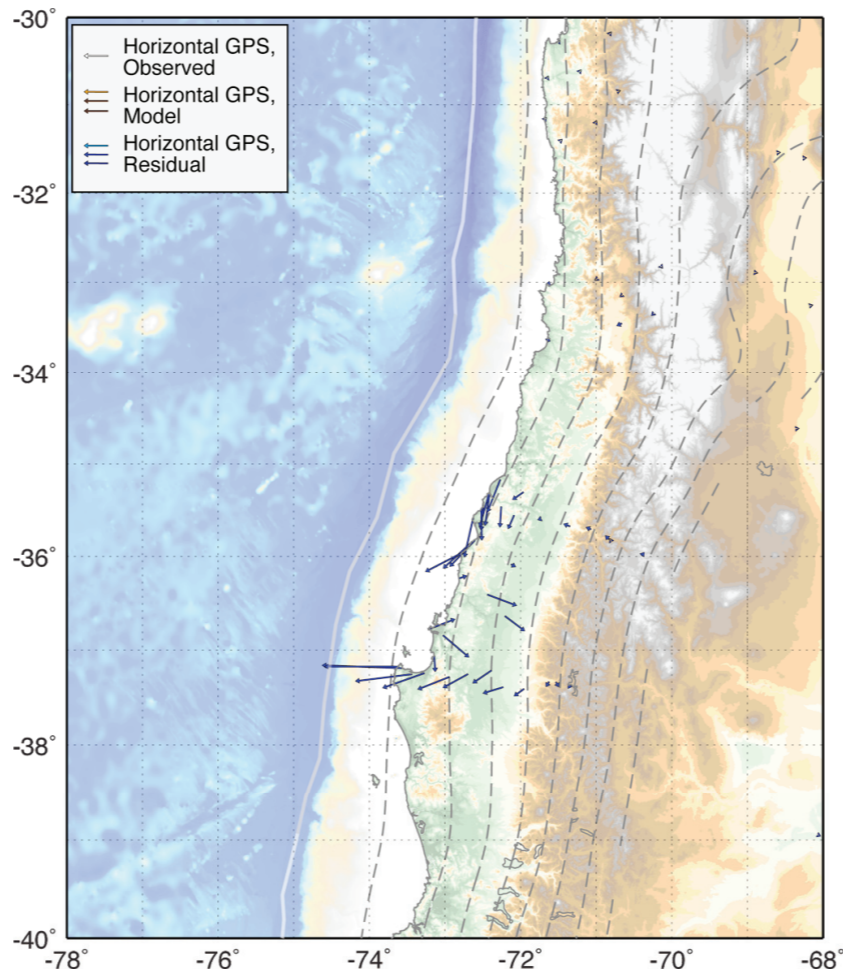 -30°
Horizontal GPS,
Observed
Horizontal GPS,
Model
Horizontal GPS,
Residual
-32°
-34°
-36°
-38°
-40°
-78° -76° -74° -72° -70° -68°